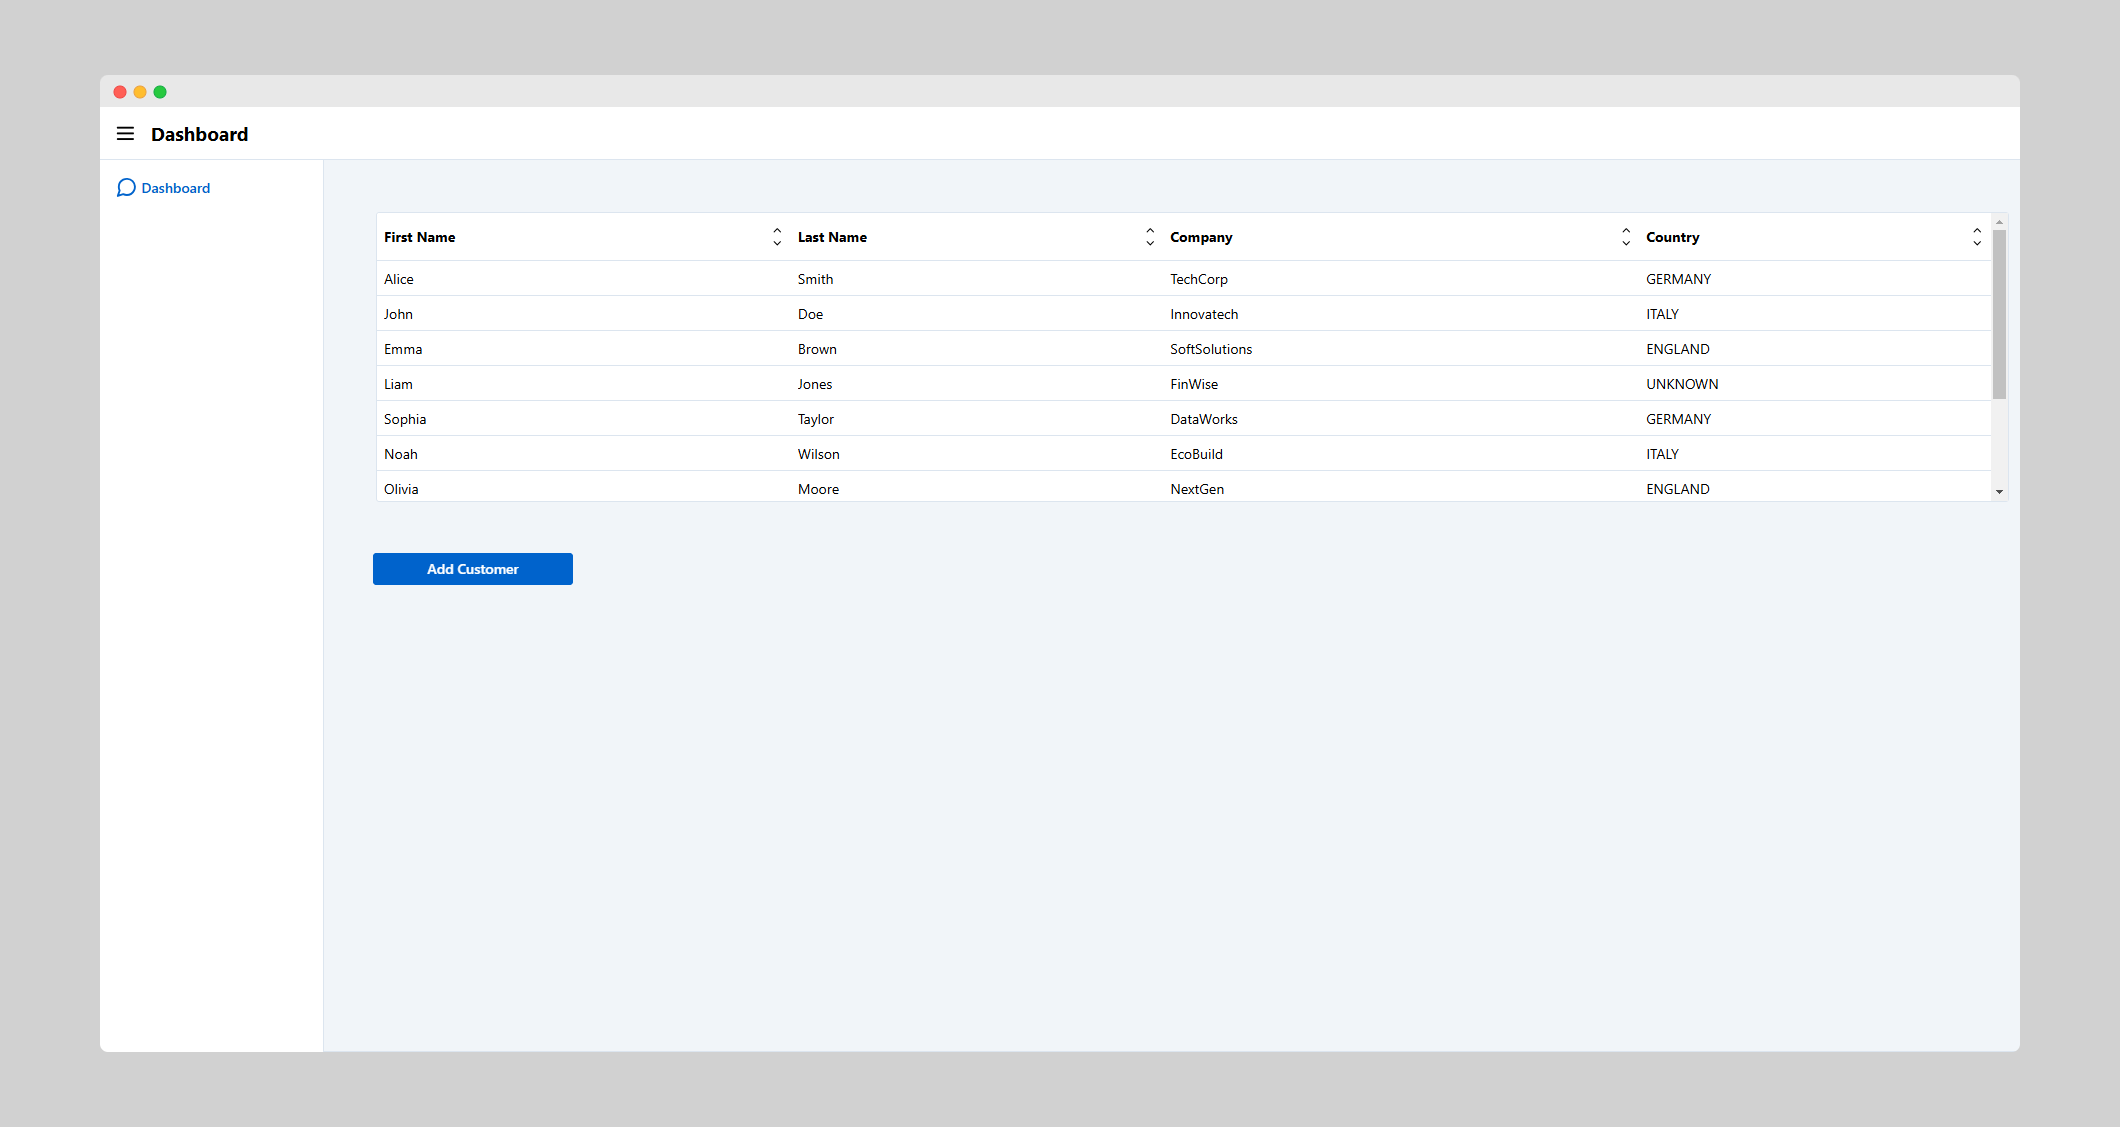 Dashboard
Dashboard
First Name Last Name Company Country
Alice Smith TechCorp GERMANY
John Doe Innovatech ITALY
Emma Brown SoftSolutions ENGLAND
Liam Jones FinWise UNKNOWN
Sophia Taylor DataWorks GERMANY
Noah Wilson EcoBuild ITALY
Olivia Moore NextGen ENGLAND
Add Customer